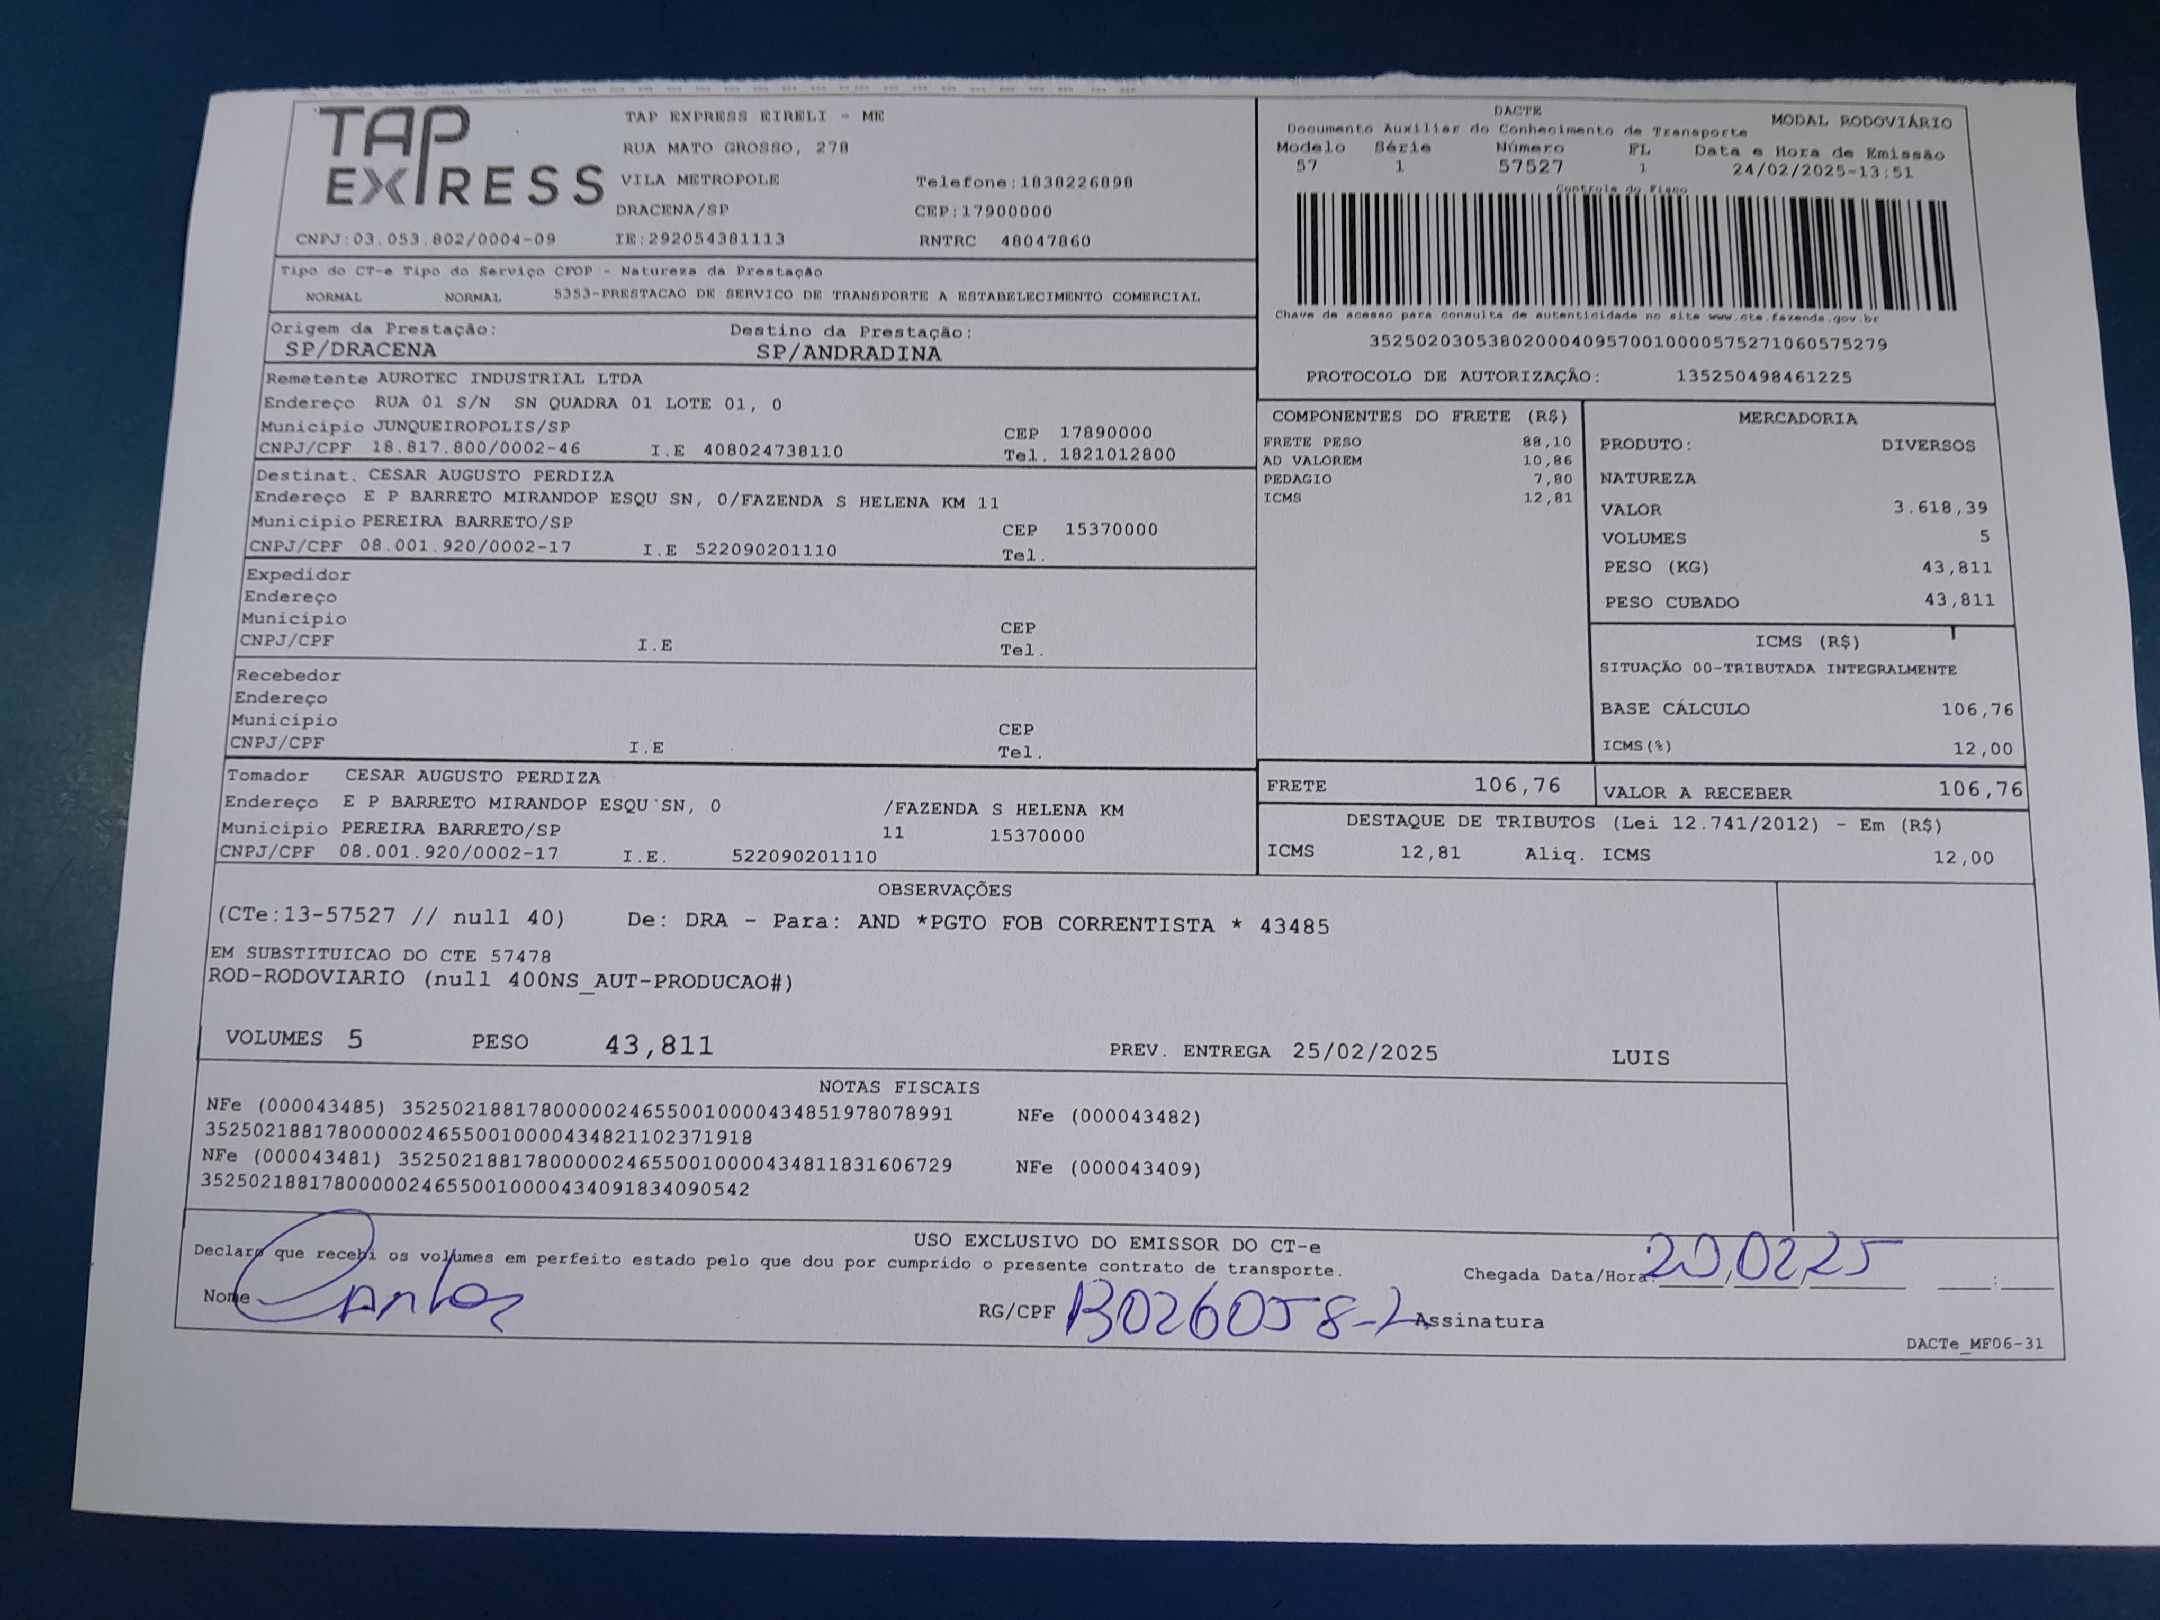 TAP EXPRESS
TAP EXPRESS EIRELI - ME
RUA MATO GROSSO, 278
VILA METROPOLE Telefone:1838226898
DRACENA/SP CEP:17900000
CNPJ:03.053.802/0004-09 IE:292054381113 RNTRC 48047860
DACTE MODAL RODOVIÁRIO
Documento Auxiliar do Conhecimento de Transporte
Modelo Série Número FL Data e Hora de Emissão
57 1 57527 1 24/02/2025-13:51
Controle do Fisco
Chave de acesso para consulta de autenticidade no site www.cte.fazenda.gov.br
35250203053802000409570010000575271060575279
PROTOCOLO DE AUTORIZAÇÃO: 135250498461225
Tipo do CT-e Tipo do Serviço CFOP - Natureza da Prestação
NORMAL NORMAL 5353-PRESTACAO DE SERVICO DE TRANSPORTE A ESTABELECIMENTO COMERCIAL
Origem da Prestação: Destino da Prestação:
SP/DRACENA SP/ANDRADINA
Remetente AUROTEC INDUSTRIAL LTDA
Endereço RUA 01 S/N SN QUADRA 01 LOTE 01, 0
Município JUNQUEIROPOLIS/SP CEP 17890000
CNPJ/CPF 18.817.800/0002-46 I.E 408024738110 Tel. 1821012800
Destinat. CESAR AUGUSTO PERDIZA
Endereço E P BARRETO MIRANDOP ESQU SN, 0/FAZENDA S HELENA KM 11
Município PEREIRA BARRETO/SP CEP 15370000
CNPJ/CPF 08.001.920/0002-17 I.E 522090201110 Tel.
Expedidor
Endereço
Município CEP
CNPJ/CPF I.E Tel.
Recebedor
Endereço
Município CEP
CNPJ/CPF I.E Tel.
Tomador CESAR AUGUSTO PERDIZA
Endereço E P BARRETO MIRANDOP ESQU SN, 0 /FAZENDA S HELENA KM
Município PEREIRA BARRETO/SP 11 15370000
CNPJ/CPF 08.001.920/0002-17 I.E. 522090201110
COMPONENTES DO FRETE (R$)
FRETE PESO 88,10
AD VALOREM 10,86
PEDAGIO 7,80
ICMS 12,81
MERCADORIA
PRODUTO: DIVERSOS
NATUREZA
VALOR 3.618,39
VOLUMES 5
PESO (KG) 43,811
PESO CUBADO 43,811
ICMS (R$)
SITUAÇÃO 00-TRIBUTADA INTEGRALMENTE
BASE CÁLCULO 106,76
ICMS(%) 12,00
FRETE 106,76 VALOR A RECEBER 106,76
DESTAQUE DE TRIBUTOS (Lei 12.741/2012) - Em (R$)
ICMS 12,81 Aliq. ICMS 12,00
OBSERVAÇÕES
(CTe:13-57527 // null 40) De: DRA - Para: AND *PGTO FOB CORRENTISTA * 43485
EM SUBSTITUICAO DO CTE 57478
ROD-RODOVIARIO (null 400NS_AUT-PRODUCAO#)
VOLUMES 5 PESO 43,811 PREV. ENTREGA 25/02/2025 LUIS
NOTAS FISCAIS
NFe (000043485) 35250218817800000246550010000434851978078991 NFe (000043482)
35250218817800000246550010000434821102371918
NFe (000043481) 35250218817800000246550010000434811831606729 NFe (000043409)
35250218817800000246550010000434091834090542
USO EXCLUSIVO DO EMISSOR DO CT-e
Declaro que recebi os volumes em perfeito estado pelo que dou por cumprido o presente contrato de transporte.
Chegada Data/Hora: 20,02,25 :
Nome Carlos RG/CPF Assinatura
DACTe_MF06-31